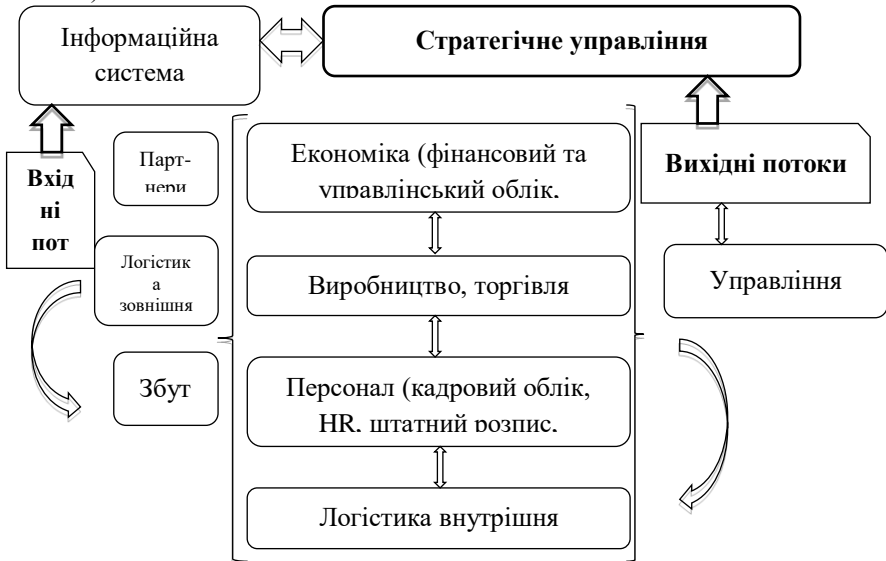 )
Інформаційна
система
Стратегічне управління
Вхід
ні
пот
Парт-
нери
Економіка (фінансовий та
управлінський облік,
Вихідні потоки
Логістик
а
зовнішня
Виробництво, торгівля
Управління
Збут
Персонал (кадровий облік,
HR, штатний розпис,
Логістика внутрішня